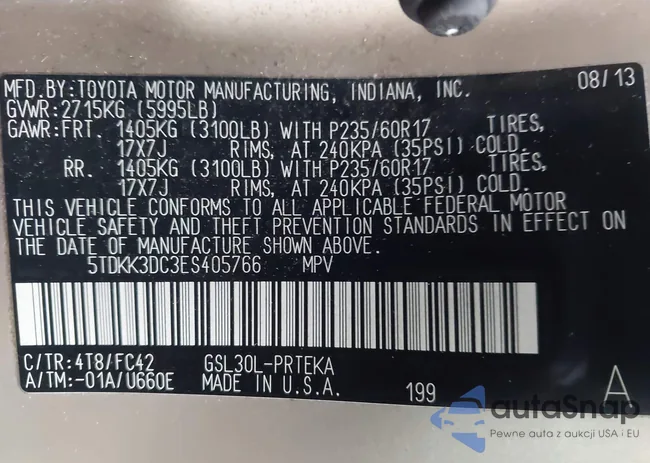 MFD.BY:TOYOTA MOTOR MANUFACTURING, INDIANA, INC. 08/13
GVWR:2715KG (5995LB)
GAWR:FRT. 1405KG (3100LB) WITH P235/60R17 TIRES,
17X7J RIMS, AT 240KPA (35PSI) COLD.
RR. 1405KG (3100LB) WITH P235/60R17 TIRES,
17X7J RIMS, AT 240KPA (35PSI) COLD.
THIS VEHICLE CONFORMS TO ALL APPLICABLE FEDERAL MOTOR
VEHICLE SAFETY AND THEFT PREVENTION STANDARDS IN EFFECT ON
THE DATE OF MANUFACTURE SHOWN ABOVE.
5TDKK3DC3ES405766 MPV
C/TR:4T8/FC42 GSL30L-PRTEKA
A/TM:-01A/U660E MADE IN U.S.A. 199 A
autoSnap
Pewne auta z aukcji USA i EU